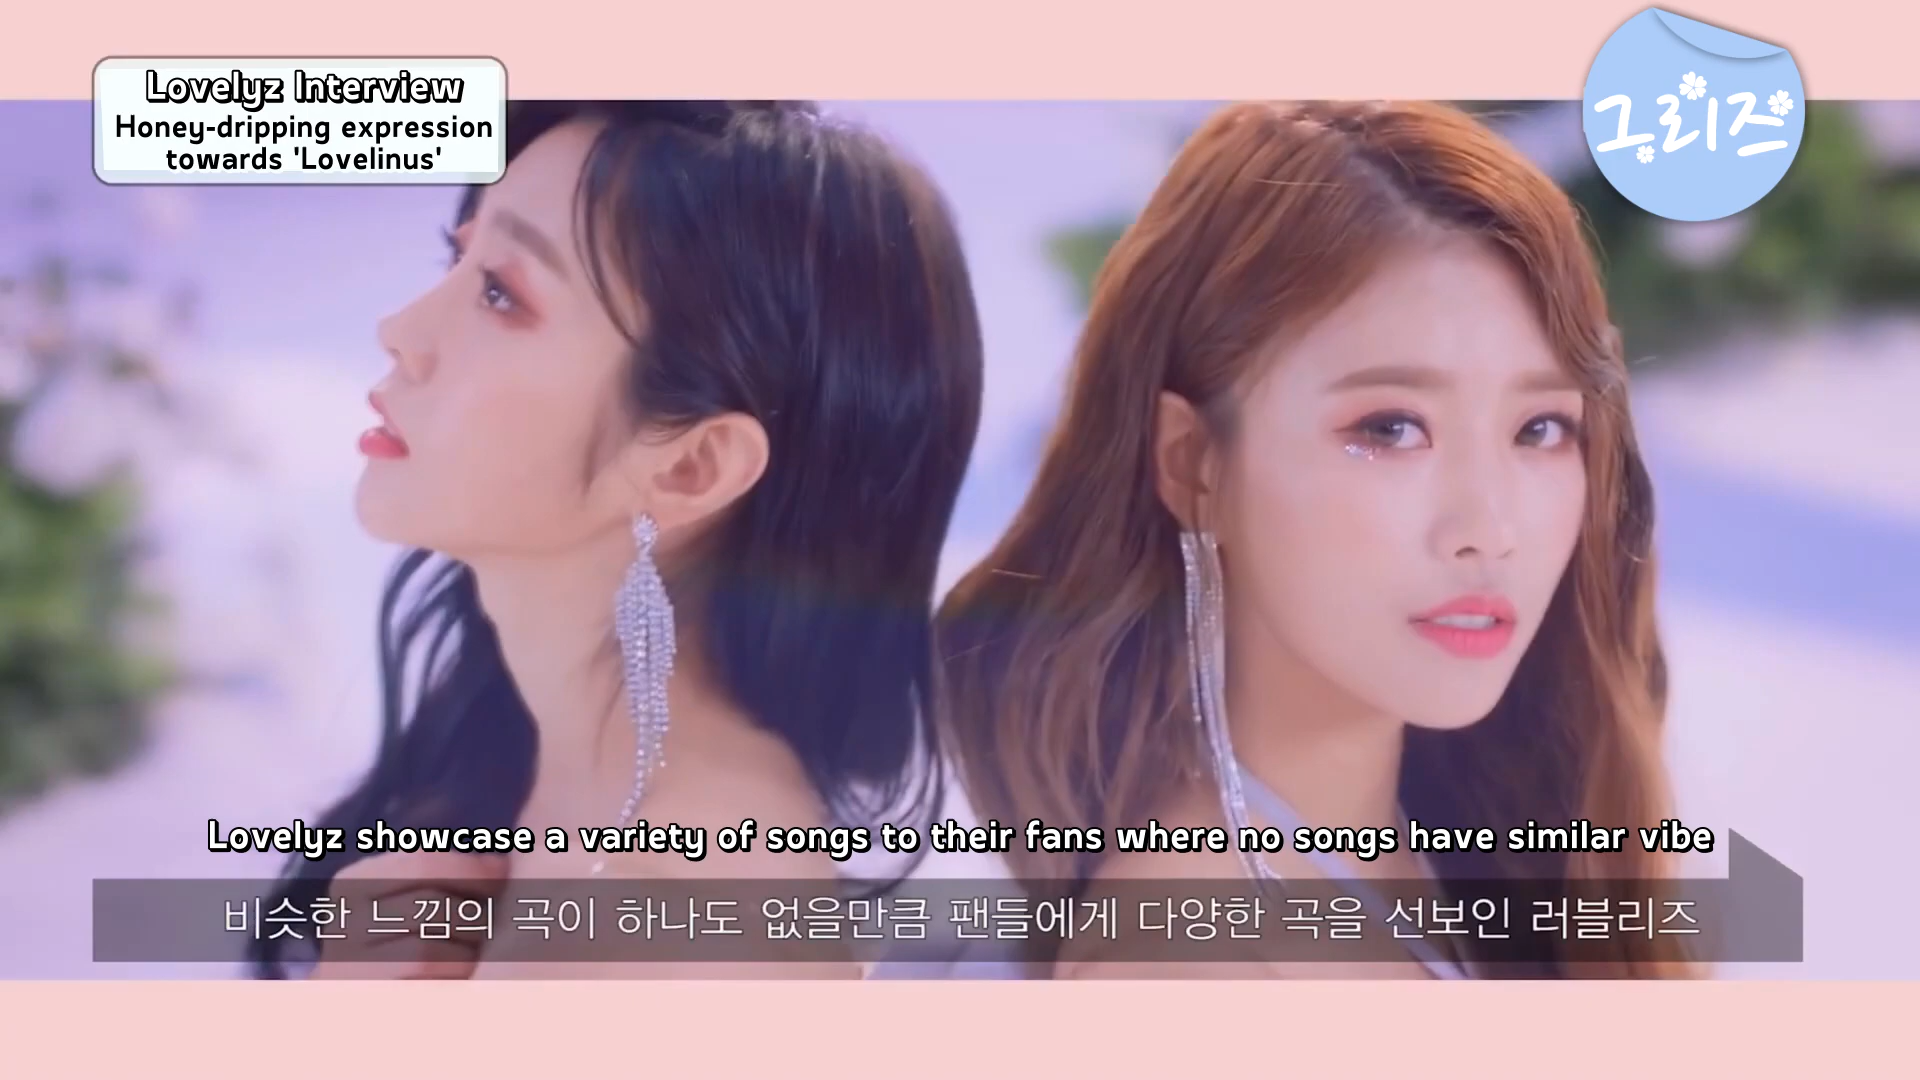 Lovelyz Interview
Honey-dripping expression
towards 'Lovelinus'
그리즈
Lovelyz showcase a variety of songs to their fans where no songs have similar vibe
비슷한 느낌의 곡이 하나도 없을만큼 팬들에게 다양한 곡을 선보인 러블리즈